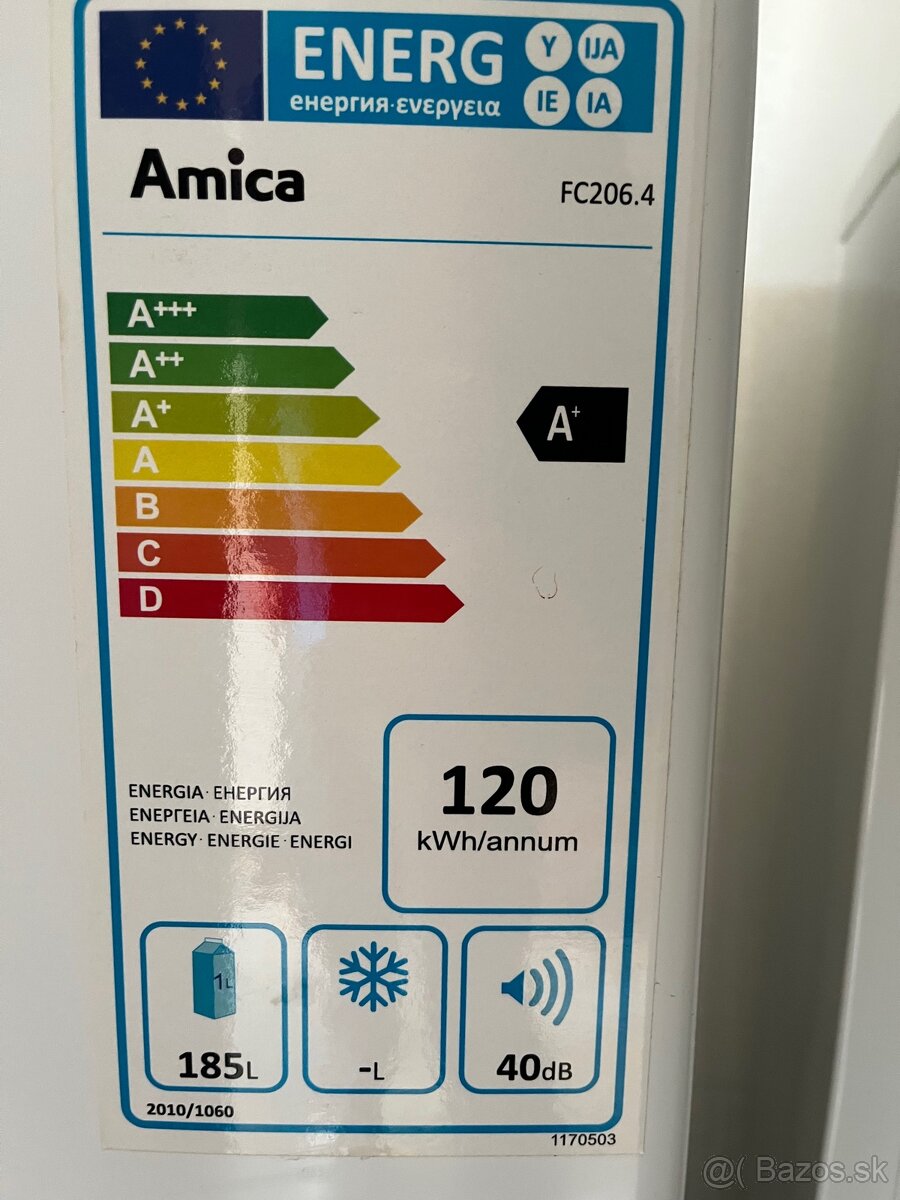 ENERG Y IJA
енергия·ενεργεια IE IA
Amica
FC206.4
A+++
A++
A+
A+
A
B
C
D
ENERGIA·ЕНЕРГИЯ
ΕΝΕΡΓΕΙΑ·ENERGIJA
ENERGY·ENERGIE·ENERGI
120
kWh/annum
1L
185L
-L
40dB
2010/1060
1170503
@( Bazos.sk